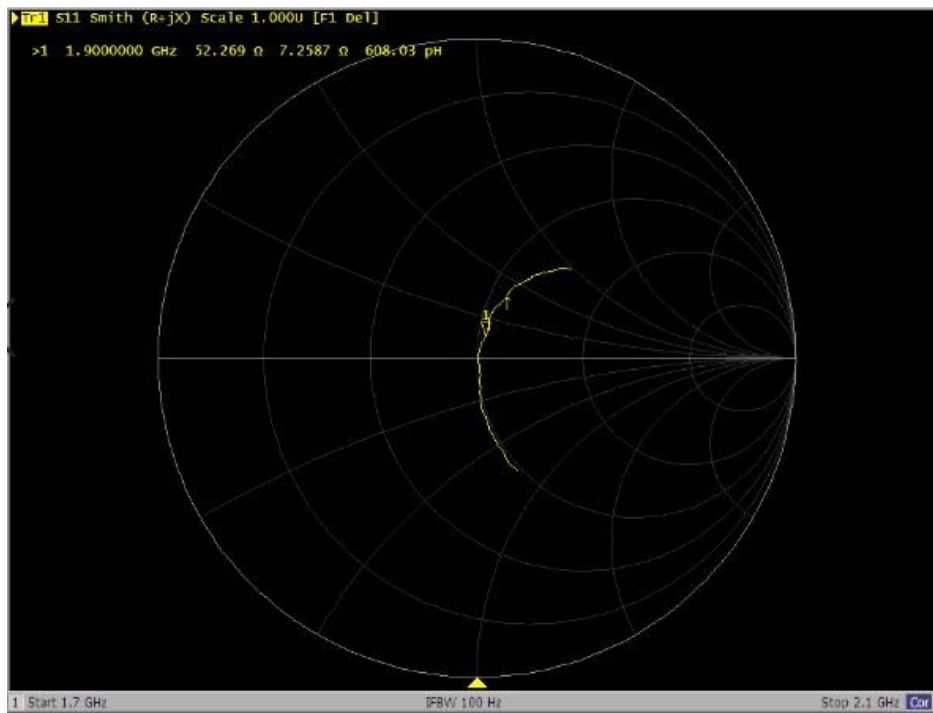 Tr1 S11 Smith (R+jX) Scale 1.000U [F1 Del]
>1 1.9000000 GHz 52.269 Ω 7.2587 Ω 608.03 pH
1
1 Start 1.7 GHz IFBW 100 Hz Stop 2.1 GHz Cor